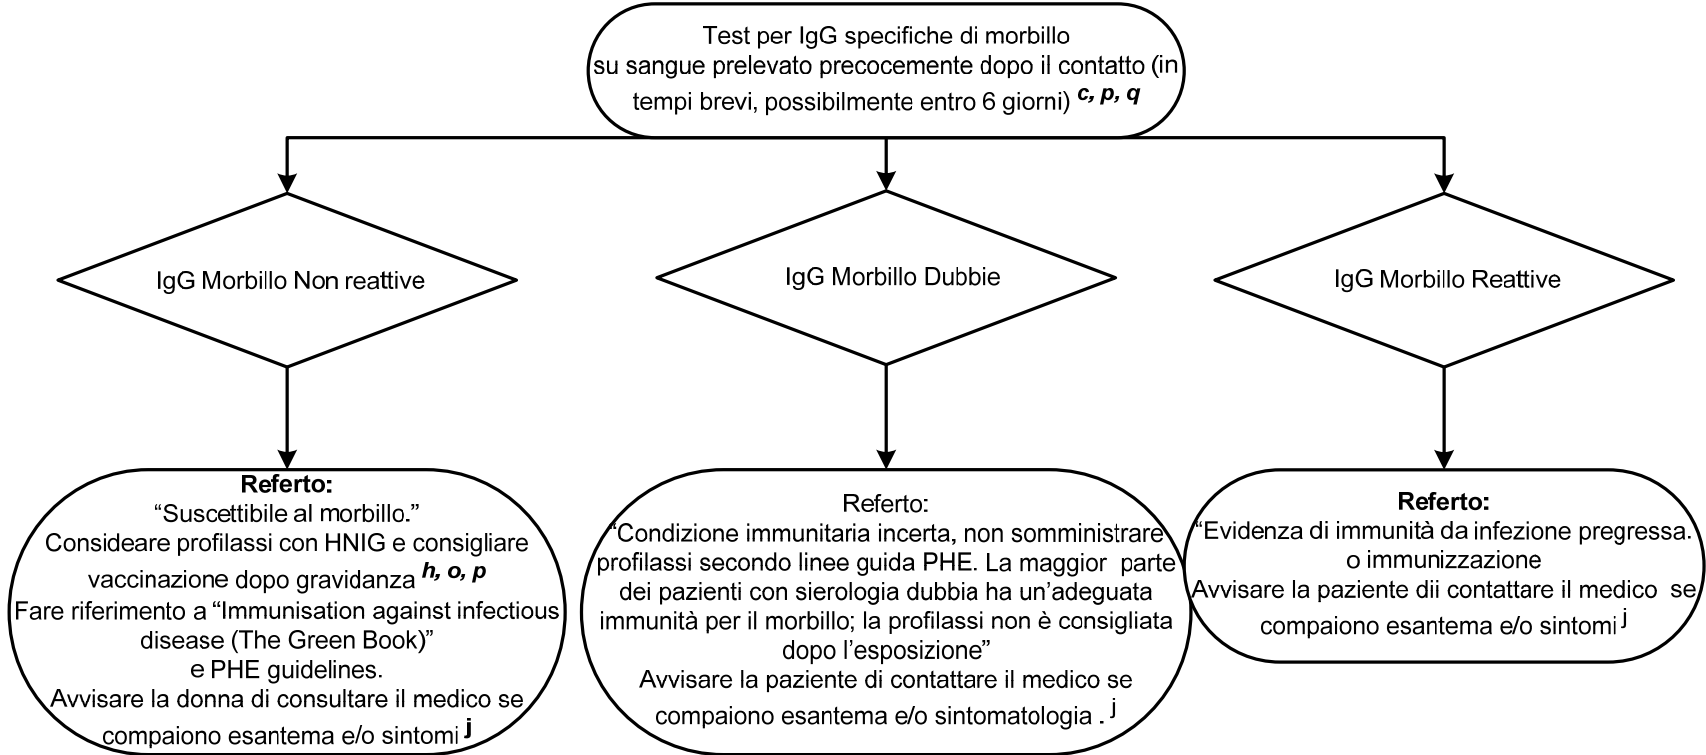 Test per IgG specifiche di morbillo
su sangue prelevato precocemente dopo il contatto (in
tempi brevi, possibilmente entro 6 giorni) c, p, q
IgG Morbillo Non reattive
IgG Morbillo Dubbie
IgG Morbillo Reattive
Referto:
“Suscettibile al morbillo.”
Consideare profilassi con HNIG e consigliare
vaccinazione dopo gravidanza h, o, p
Fare riferimento a “Immunisation against infectious
disease (The Green Book)”
e PHE guidelines.
Avvisare la donna di consultare il medico se
compaiono esantema e/o sintomi j
Referto:
“Condizione immunitaria incerta, non somministrare
profilassi secondo linee guida PHE. La maggior parte
dei pazienti con sierologia dubbia ha un’adeguata
immunità per il morbillo; la profilassi non è consigliata
dopo l’esposizione”
Avvisare la paziente di contattare il medico se
compaiono esantema e/o sintomatologia . j
Referto:
“Evidenza di immunità da infezione pregressa.
o immunizzazione
Avvisare la paziente dii contattare il medico se
compaiono esantema e/o sintomi j